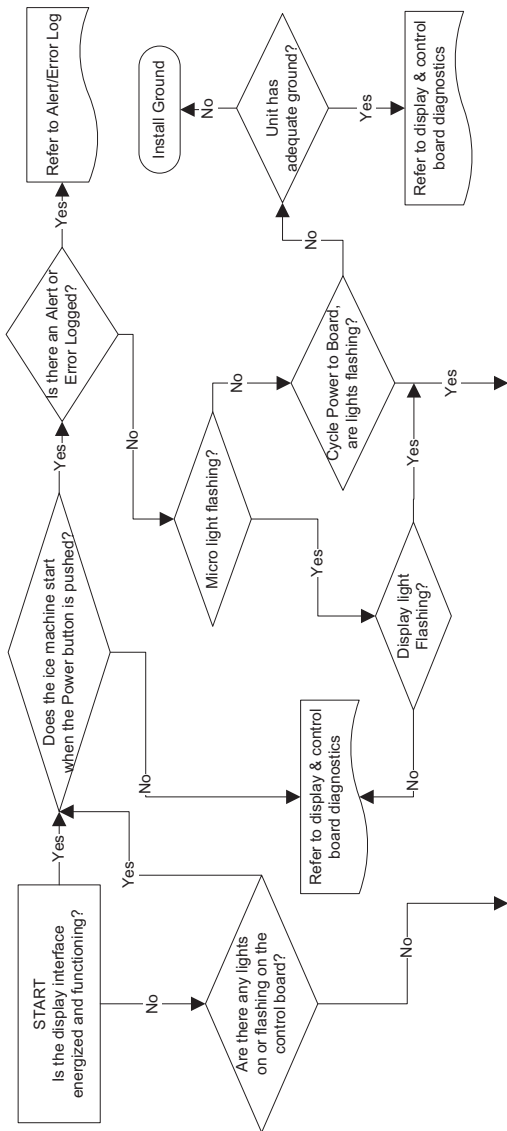 START
Is the display interface
energized and functioning?
Yes
No
Does the ice machine start
when the Power button is pushed?
Yes
No
Is there an Alert or
Error Logged?
Yes
No
Refer to Alert/Error Log
Are there any lights
on or flashing on the
control board?
Yes
No
Refer to display & control
board diagnostics
Micro light flashing?
No
Yes
Display light
Flashing?
No
Yes
Cycle Power to Board,
are lights flashing?
No
Yes
Unit has
adequate ground?
No
Yes
Install Ground
Refer to display & control
board diagnostics